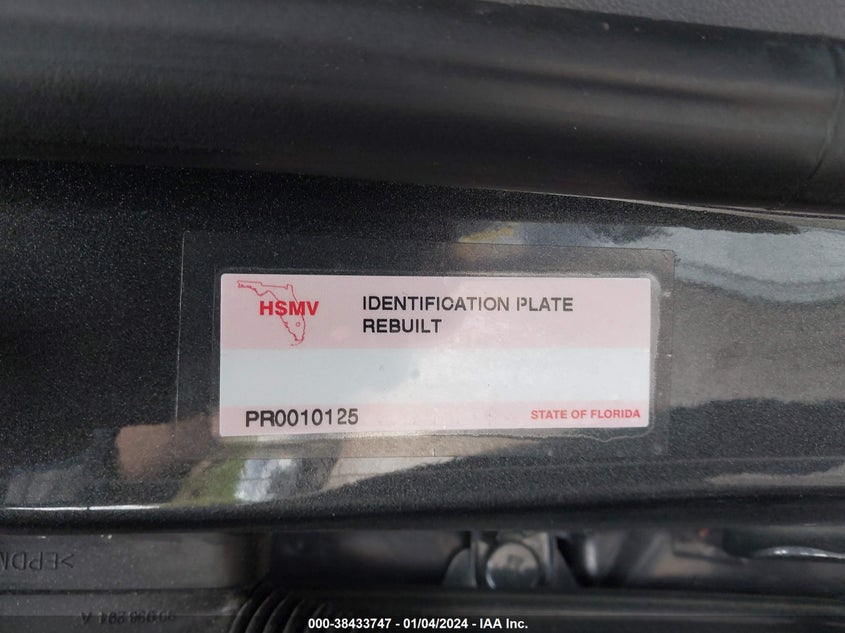 HSMV
IDENTIFICATION PLATE
REBUILT
PR0010125
STATE OF FLORIDA
000-38433747 - 01/04/2024 - IAA Inc.